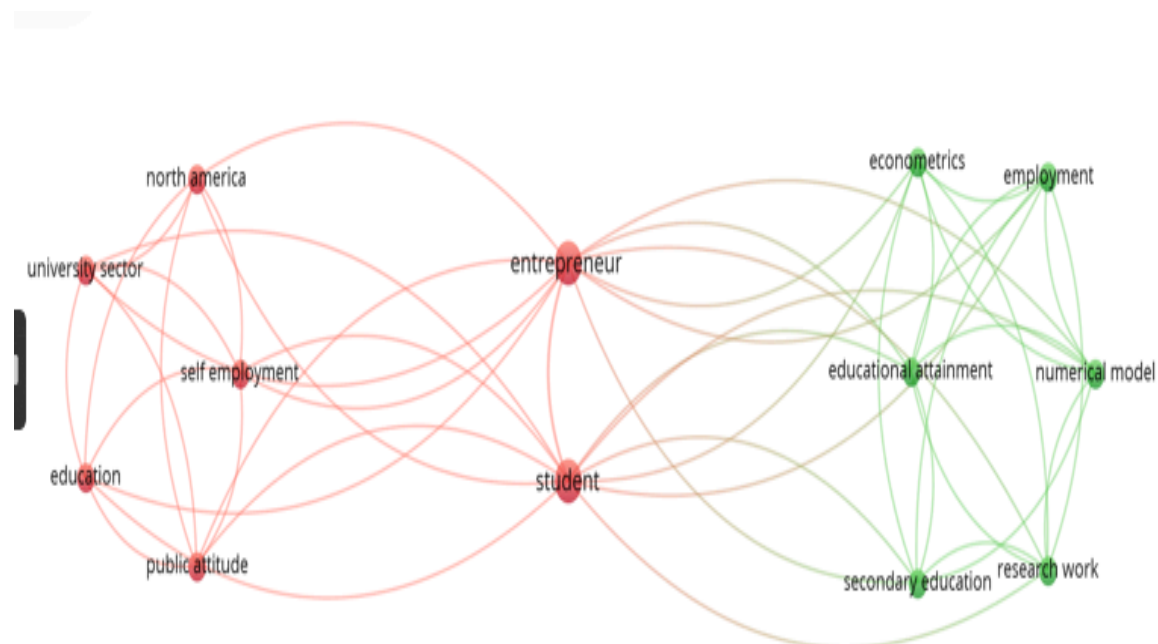 north america
university sector
self employment
education
public attitude
entrepreneur
student
econometrics
employment
educational attainment
numerical model
secondary education
research work